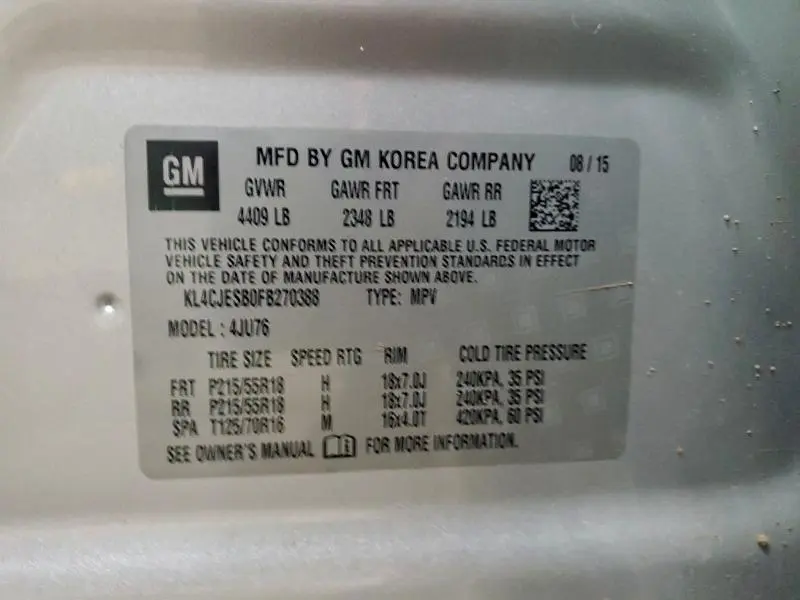 GM MFD BY GM KOREA COMPANY 08 / 15
GVWR GAWR FRT GAWR RR
4409 LB 2348 LB 2194 LB
THIS VEHICLE CONFORMS TO ALL APPLICABLE U.S. FEDERAL MOTOR
VEHICLE SAFETY AND THEFT PREVENTION STANDARDS IN EFFECT
ON THE DATE OF MANUFACTURE SHOWN ABOVE.
KL4CJESB0FB270388 TYPE: MPV
MODEL : 4JU76
TIRE SIZE SPEED RTG RIM COLD TIRE PRESSURE
FRT P215/55R18 H 18x7.0J 240KPA, 35 PSI
RR P215/55R18 H 18x7.0J 240KPA, 35 PSI
SPA T125/70R16 M 16x4.0T 420KPA, 60 PSI
SEE OWNER'S MANUAL FOR MORE INFORMATION.